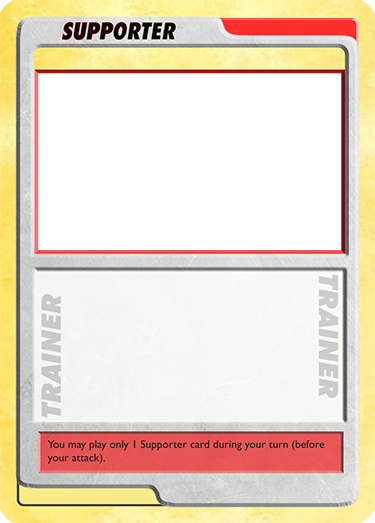 SUPPORTER
TRAINER
TRAINER
You may play only 1 Supporter card during your turn (before
your attack).